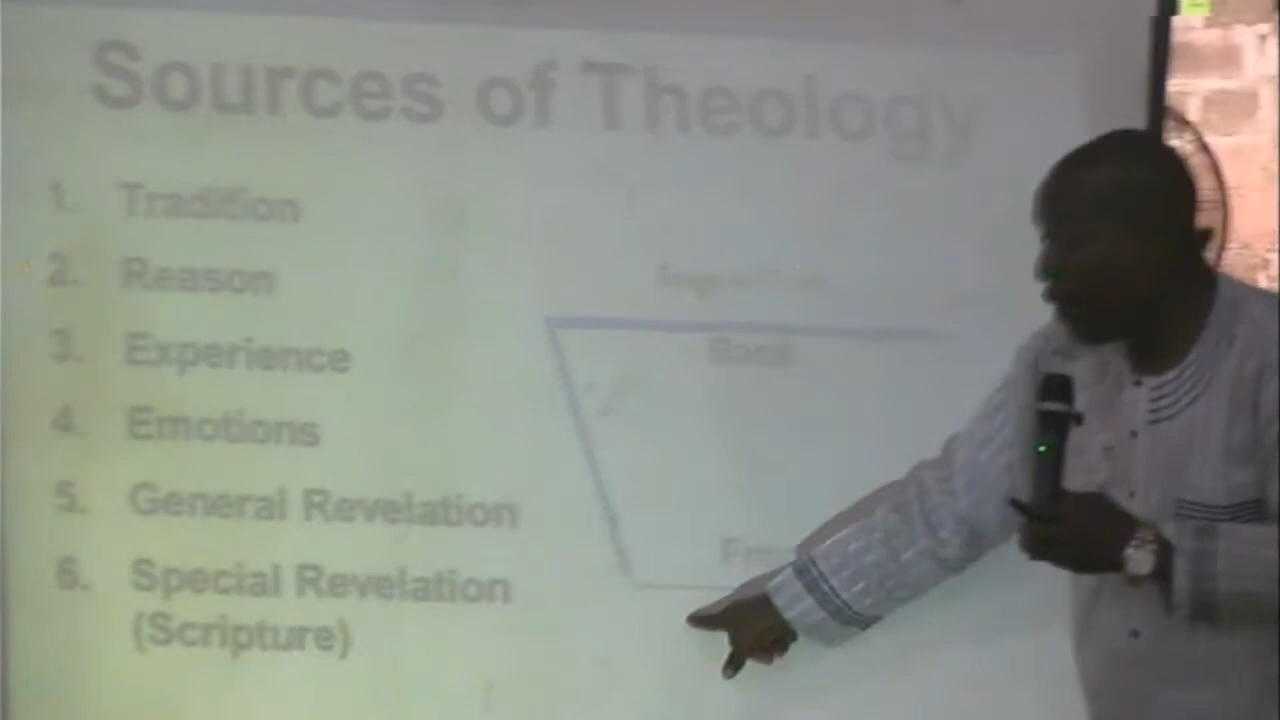 Sources of Theology
1. Tradition
2. Reason
3. Experience
4. Emotions
5. General Revelation
6. Special Revelation
(Scripture)